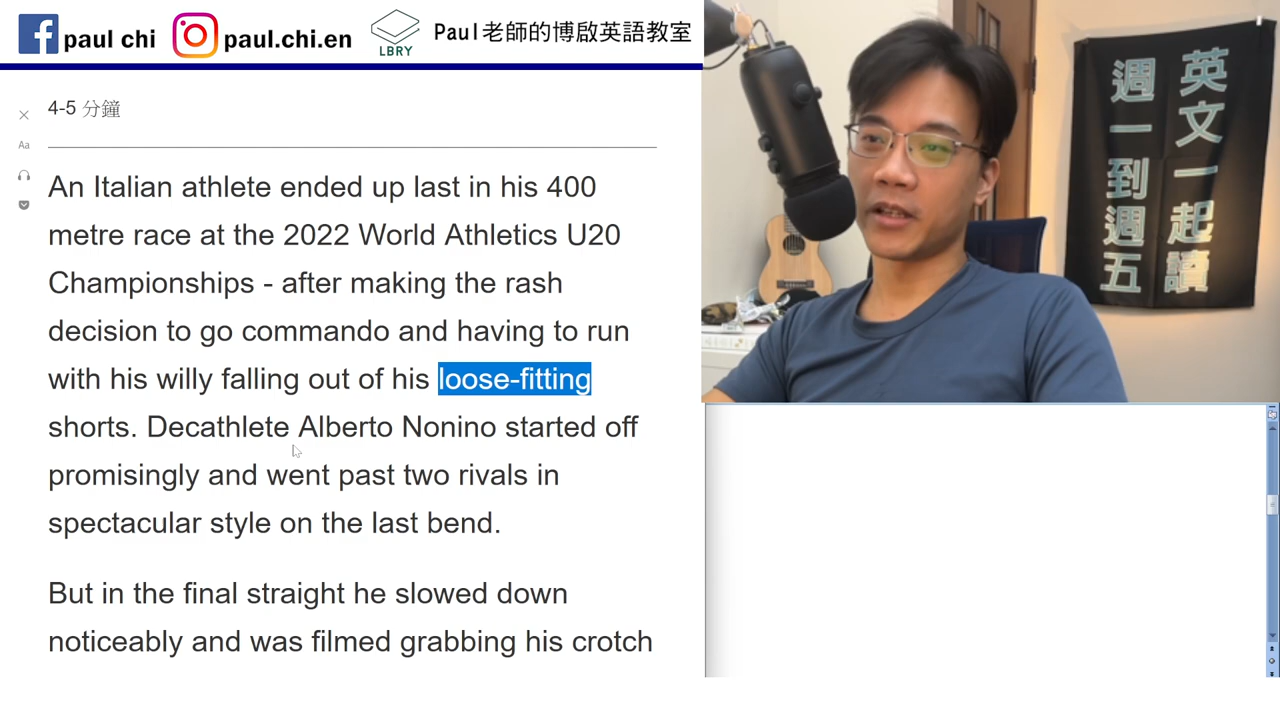 paul chi
paul.chi.en
LBRY
Paul老師的博啟英語教室
4-5 分鐘
Aa
An Italian athlete ended up last in his 400
metre race at the 2022 World Athletics U20
Championships - after making the rash
decision to go commando and having to run
with his willy falling out of his loose-fitting
shorts. Decathlete Alberto Nonino started off
promisingly and went past two rivals in
spectacular style on the last bend.
But in the final straight he slowed down
noticeably and was filmed grabbing his crotch
英文一起讀
週一到週五